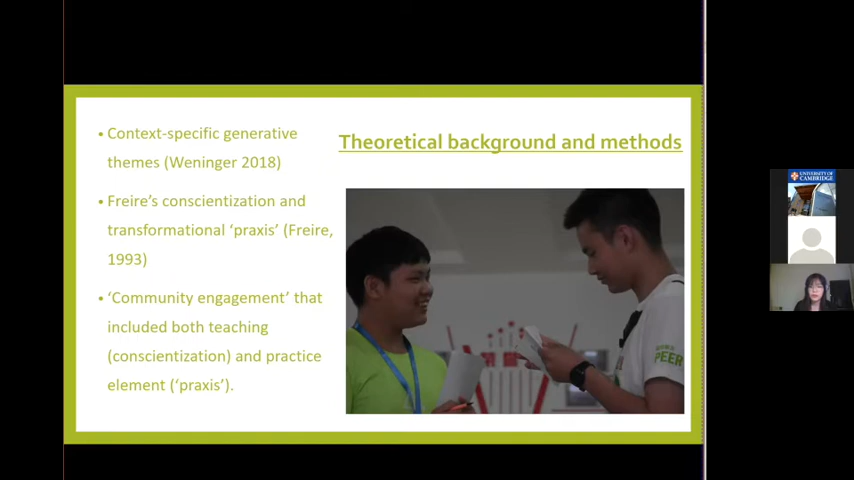 Theoretical background and methods
• Context-specific generative
themes (Weninger 2018)
• Freire’s conscientization and
transformational ‘praxis’ (Freire,
1993)
• ‘Community engagement’ that
included both teaching
(conscientization) and practice
element (‘praxis’).
PEER
UNIVERSITY OF
CAMBRIDGE